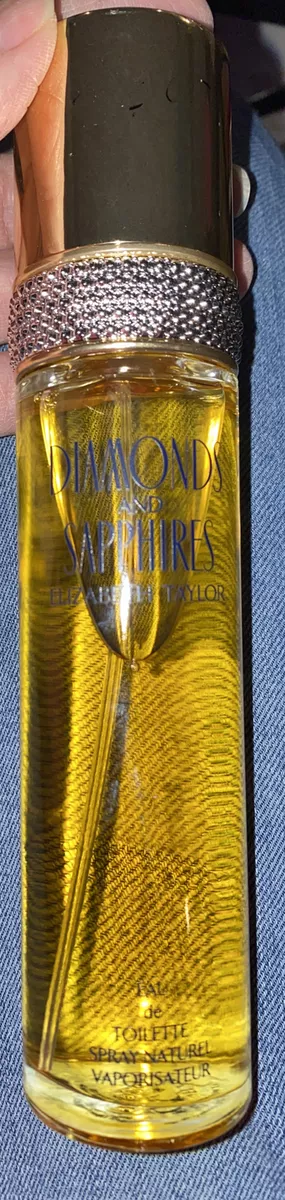 DIAMONDS
AND
SAPPHIRES
ELIZABETH TAYLOR
EAU
de
TOILETTE
SPRAY NATUREL
VAPORISATEUR